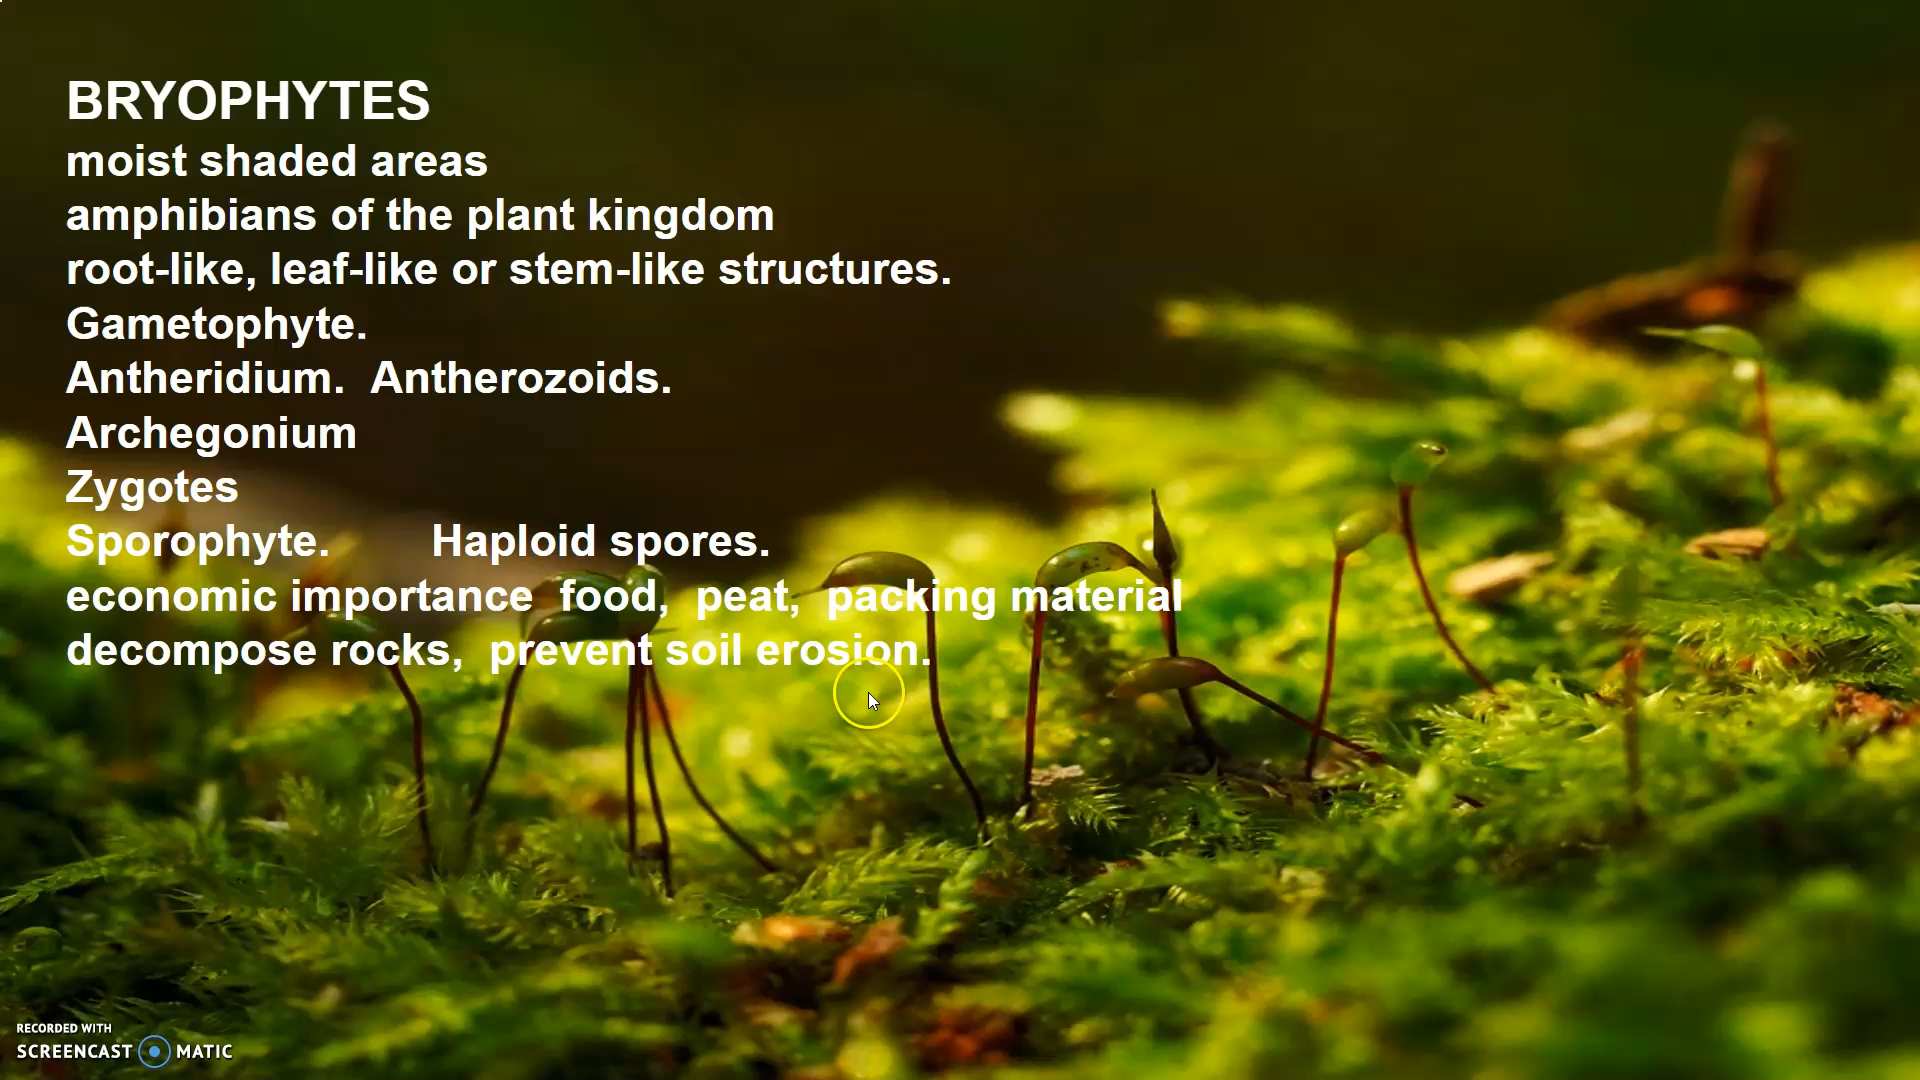 BRYOPHYTES
moist shaded areas
amphibians of the plant kingdom
root-like, leaf-like or stem-like structures.
Gametophyte.
Antheridium.  Antherozoids.
Archegonium
Zygotes
Sporophyte.        Haploid spores.
economic importance  food,  peat,  packing material
decompose rocks,  prevent soil erosion.
RECORDED WITH
SCREENCAST MATIC